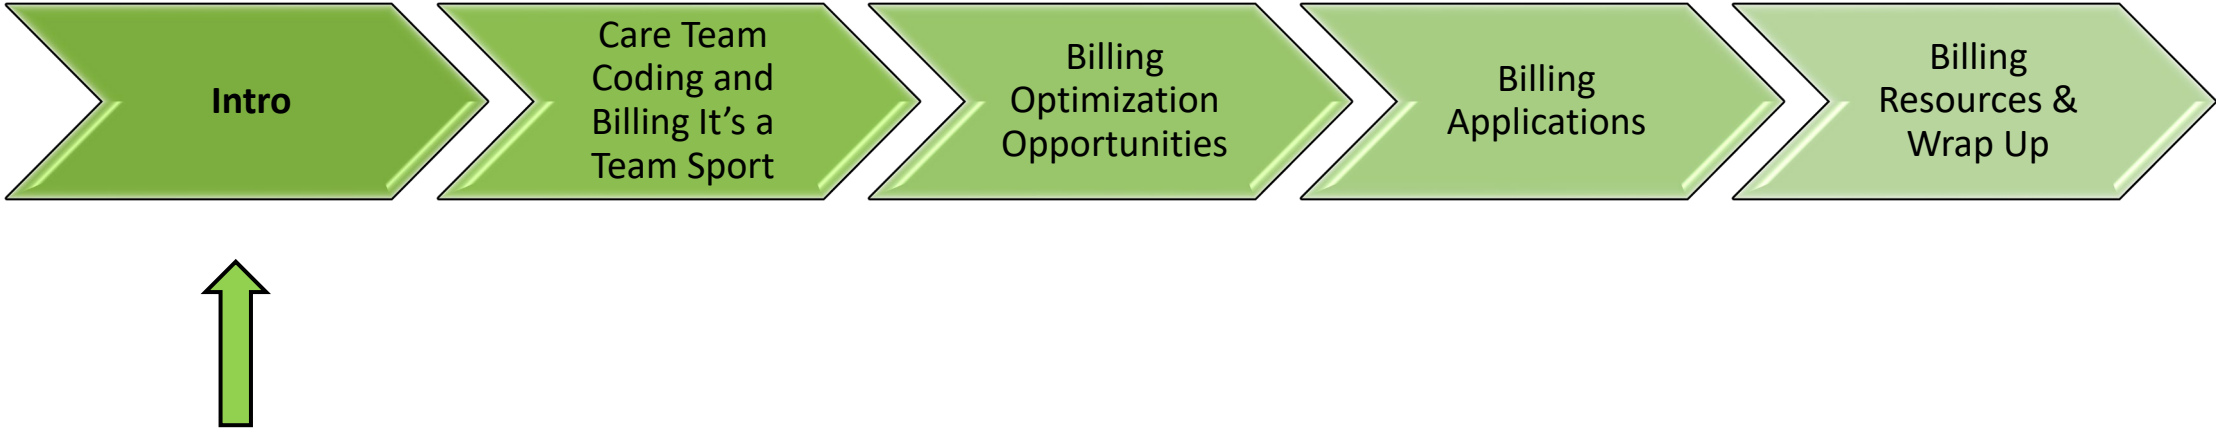 Intro
Care Team
Coding and
Billing It’s a
Team Sport
Billing
Optimization
Opportunities
Billing
Applications
Billing
Resources &
Wrap Up